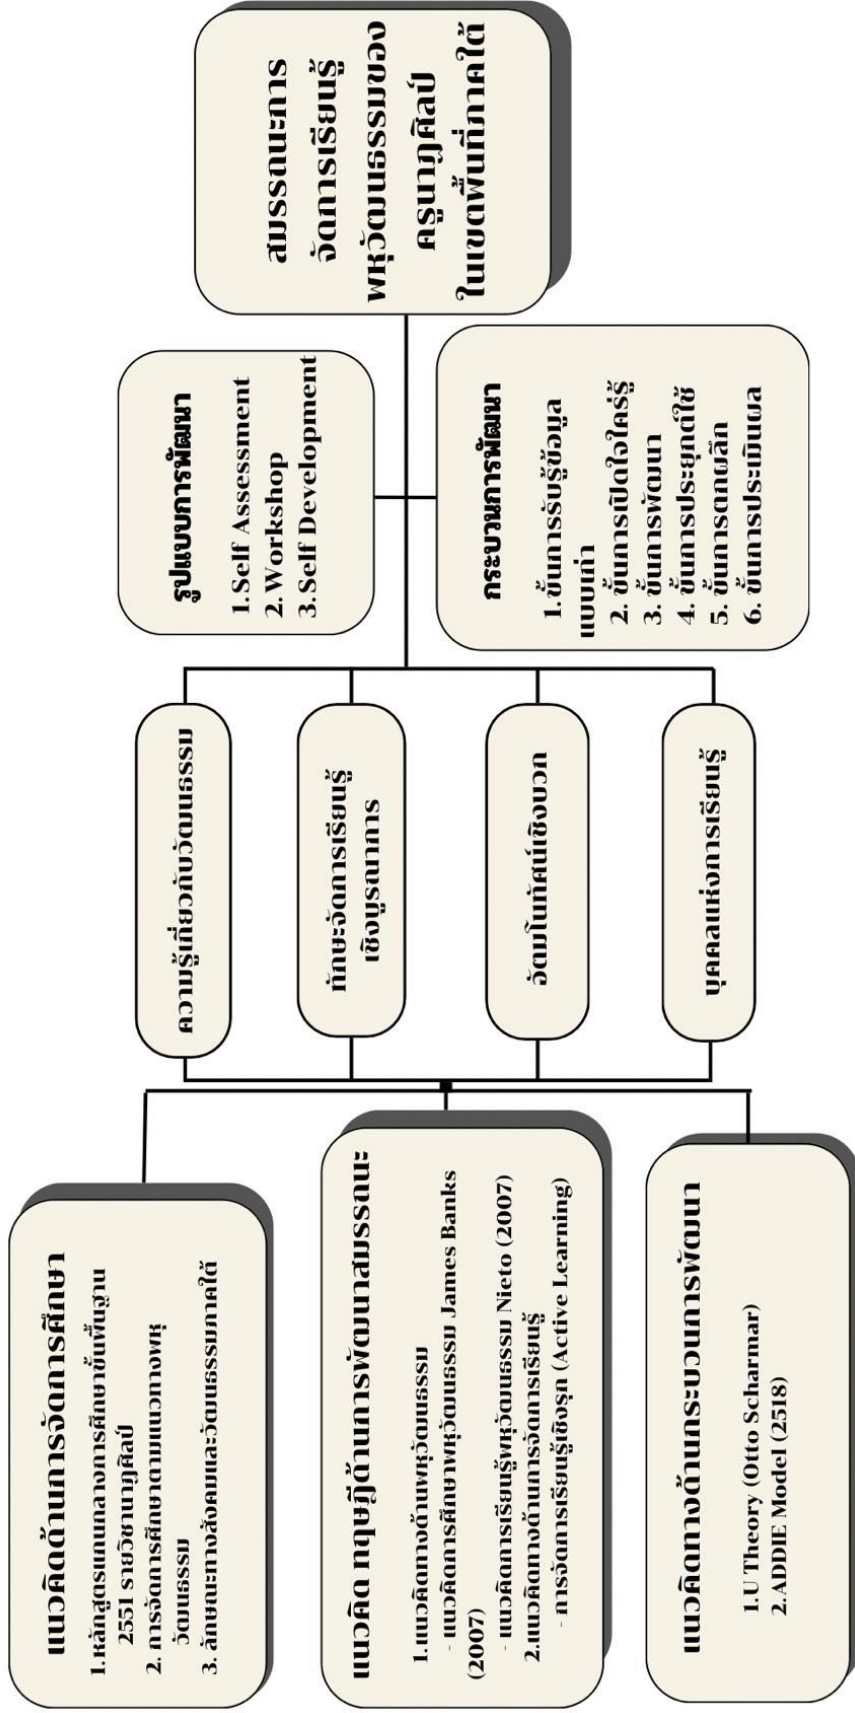 แนวคิดด้านการจัดการศึกษา
1.หลักสูตรแกนกลางการศึกษาขั้นพื้นฐาน
2551 รายวิชานาฏศิลป์
2. การจัดการศึกษาตามแนวทางพหุ
วัฒนธรรม
3. ลักษณะทางสังคมและวัฒนธรรมภาคใต้
แนวคิด ทฤษฎีด้านการพัฒนาสมรรถนะ
1.แนวคิดทางด้านพหุวัฒนธรรม
- แนวคิดการศึกษาพหุวัฒนธรรม James Banks
(2007)
- แนวคิดการเรียนรู้พหุวัฒนธรรม Nieto (2007)
2.แนวคิดทางด้านการจัดการเรียนรู้
- การจัดการเรียนรู้เชิงรุก (Active Learning)
แนวคิดทางด้านกระบวนการพัฒนา
1.U Theory (Otto Scharmar)
2.ADDIE Model (2518)
ความรู้เกี่ยวกับวัฒนธรรม
ทักษะจัดการเรียนรู้
เชิงบูรณาการ
อัตมโนทัศน์เชิงบวก
บุคคลแห่งการเรียนรู้
รูปแบบการพัฒนา
1.Self Assessment
2. Workshop
3.Self Development
กระบวนการพัฒนา
1.ขั้นการรับรู้ข้อมูล
แบบเก่า
2. ขั้นการเปิดใจใคร่รู้
3. ขั้นการพัฒนา
4. ขั้นการประยุกต์ใช้
5. ขั้นการตกผลึก
6. ขั้นการประเมินผล
สมรรถนะการ
จัดการเรียนรู้
พหุวัฒนธรรมของ
ครูนาฏศิลป์
ในเขตพื้นที่ภาคใต้